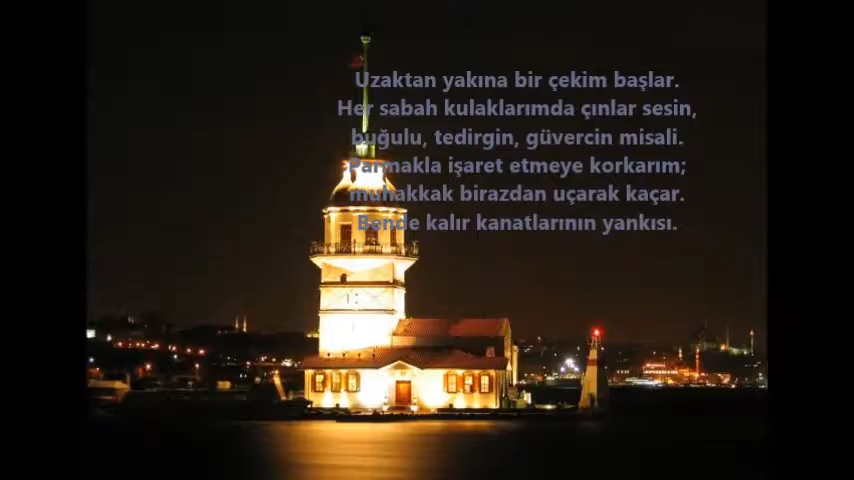 Uzaktan yakına bir çekim başlar.
Her sabah kulaklarımda çınlar sesin,
buğulu, tedirgin, güvercin misali.
Parmakla işaret etmeye korkarım;
muhakkak birazdan uçarak kaçar.
Bende kalır kanatlarının yankısı.